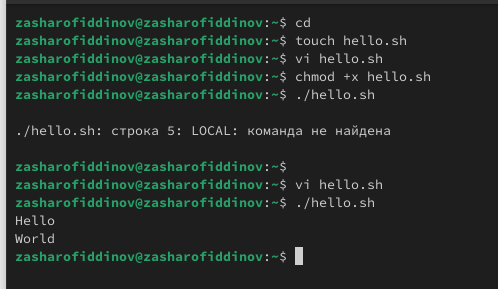 zasharofiddinov@zasharofiddinov:~$ cd
zasharofiddinov@zasharofiddinov:~$ touch hello.sh
zasharofiddinov@zasharofiddinov:~$ vi hello.sh
zasharofiddinov@zasharofiddinov:~$ chmod +x hello.sh
zasharofiddinov@zasharofiddinov:~$ ./hello.sh
./hello.sh: строка 5: LOCAL: команда не найдена
zasharofiddinov@zasharofiddinov:~$
zasharofiddinov@zasharofiddinov:~$ vi hello.sh
zasharofiddinov@zasharofiddinov:~$ ./hello.sh
Hello
World
zasharofiddinov@zasharofiddinov:~$